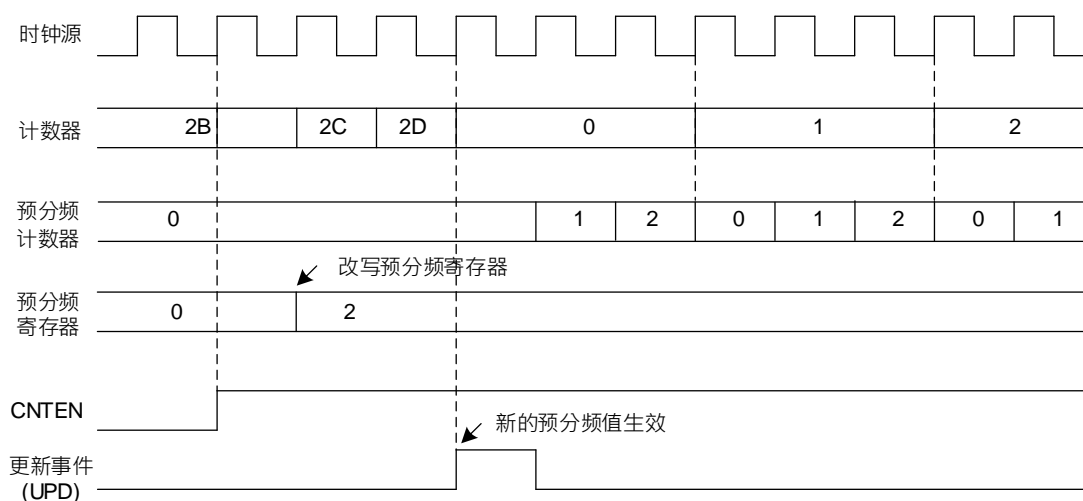 时钟源
计数器 2B 2C 2D 0 1 2
预分频
计数器 0 1 2 0 1 2 0 1
改写预分频寄存器
预分频
寄存器 0 2
CNTEN
新的预分频值生效
更新事件
(UPD)